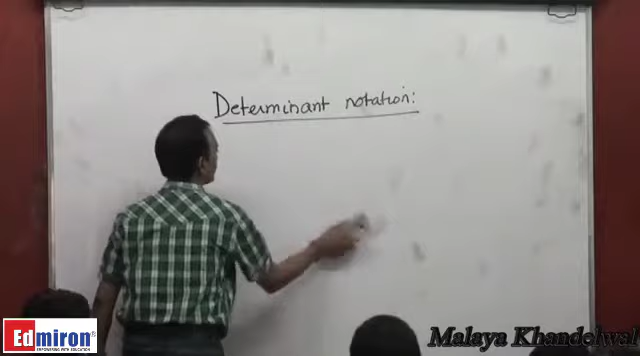 Determinant notation:
Edmiron®
EMPOWERING WITH EDUCATION
Malaya Khandelwal